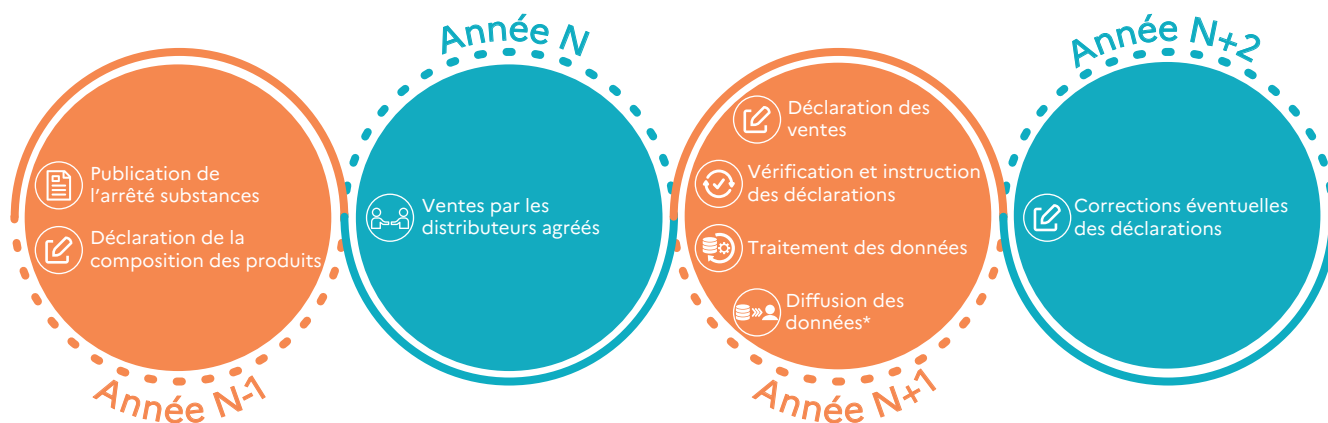 Année N-1
Publication de
l'arrêté substances
Déclaration de la
composition des produits
Année N
Ventes par les
distributeurs agréés
Année N+1
Déclaration des
ventes
Vérification et instruction
des déclarations
Traitement des données
Diffusion des
données*
Année N+2
Corrections éventuelles
des déclarations